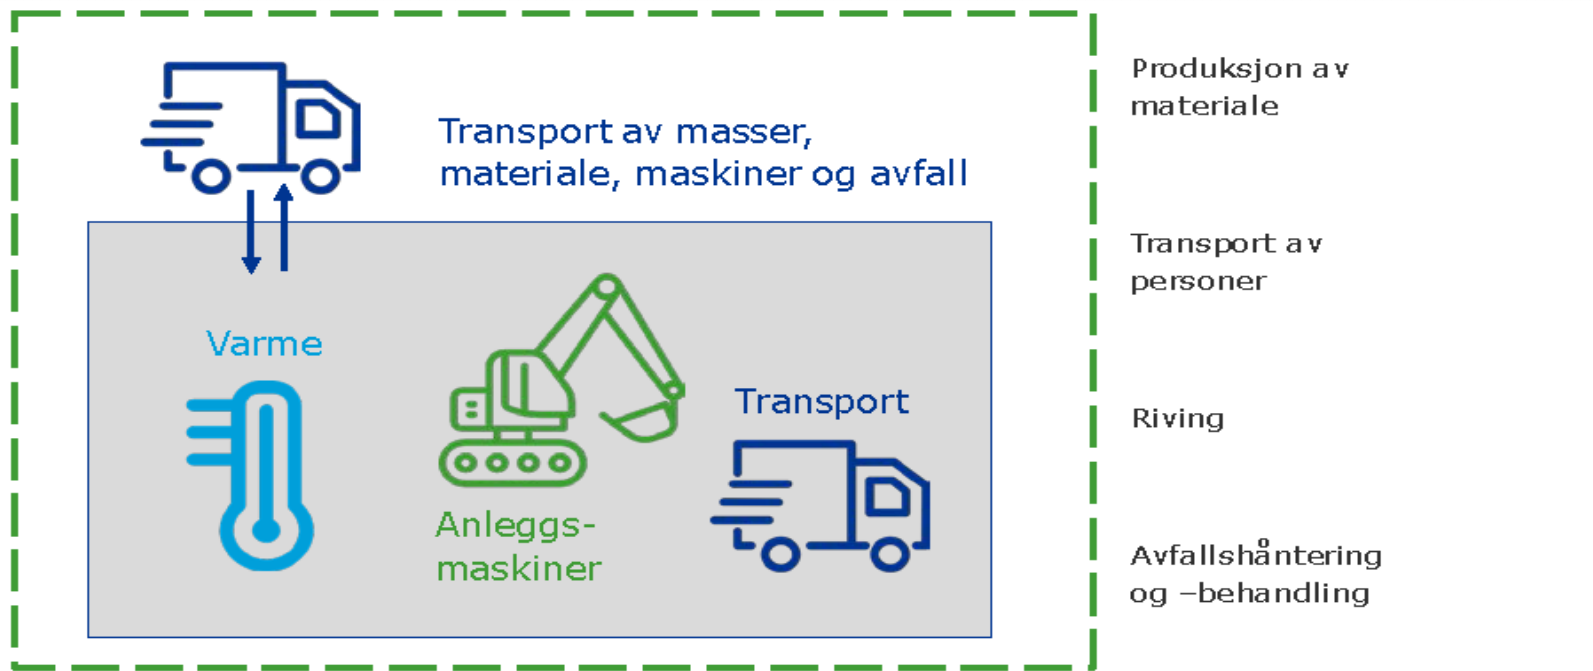 Transport av masser,
materiale, maskiner og avfall
Varme
Transport
Anleggs-
maskiner
Produksjon av
materiale
Transport av
personer
Riving
Avfallshåntering
og –behandling